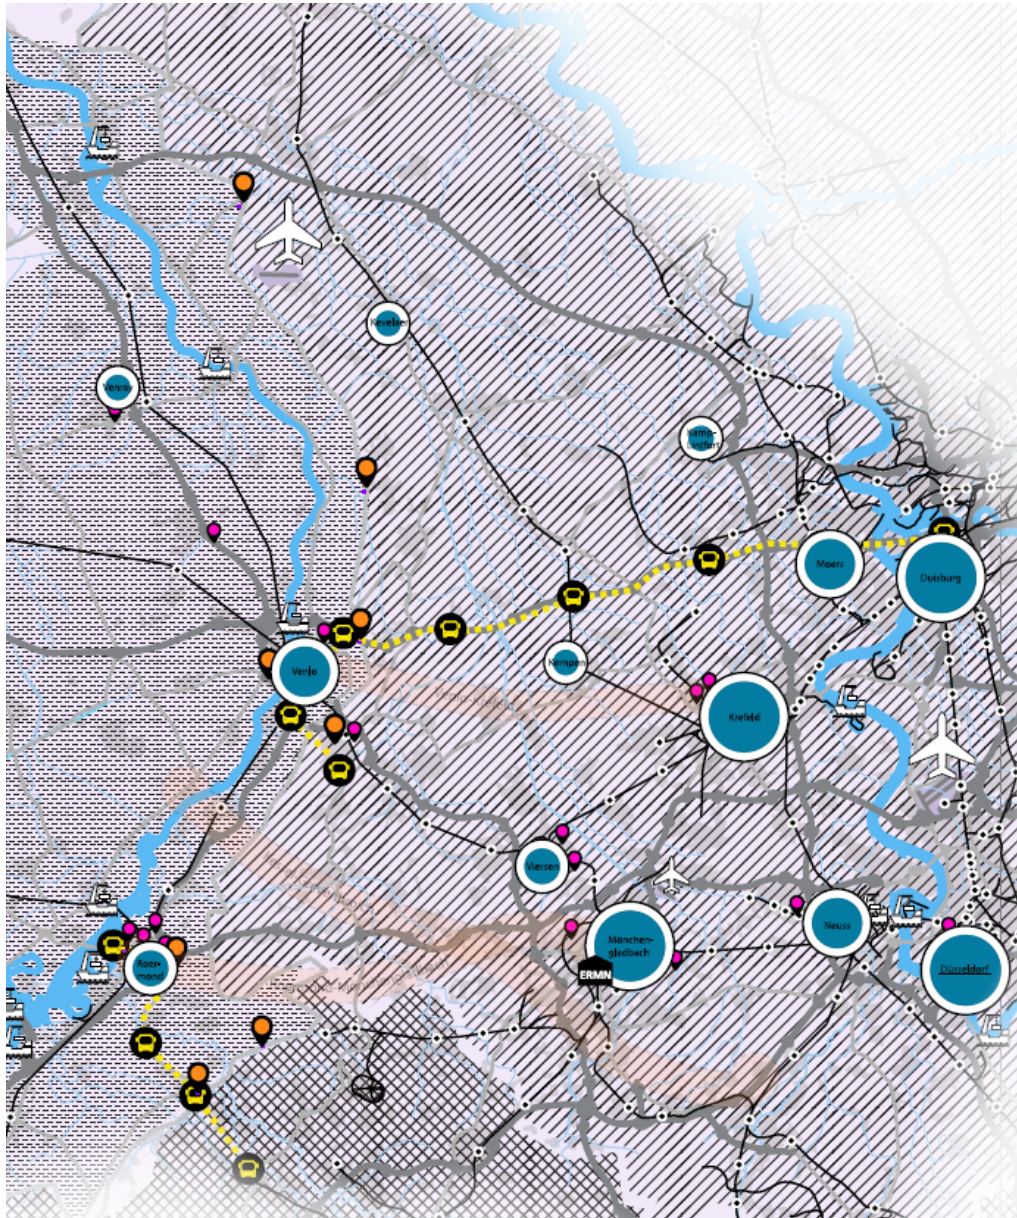 Kevelaer
Venray
Kamp-
Lintfort
Moers
Duisburg
Venlo
Kempen
Krefeld
Viersen
Mönchen-
gladbach
Neuss
Roer-
mond
ERMN
Düsseldorf